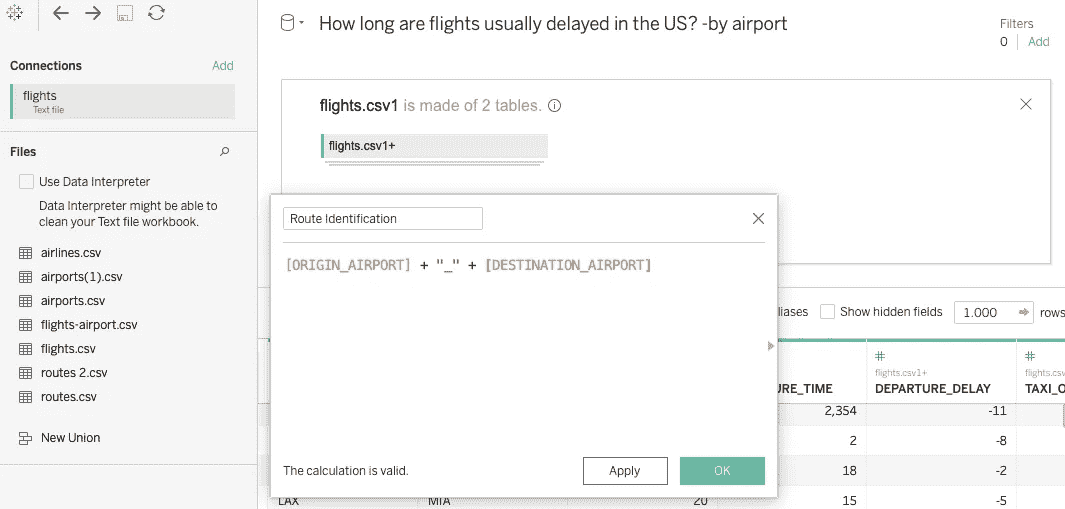 How long are flights usually delayed in the US? -by airport
Filters
0 Add
Connections Add
flights
Text file
Files
Use Data Interpreter
Data Interpreter might be able to
clean your Text file workbook.
airlines.csv
airports(1).csv
airports.csv
flights-airport.csv
flights.csv
routes 2.csv
routes.csv
New Union
flights.csv1 is made of 2 tables.
flights.csv1+
Route Identification
[ORIGIN_AIRPORT] + "_" + [DESTINATION_AIRPORT]
The calculation is valid.
Apply OK
liases Show hidden fields 1.000 rows
# #
flights.csv1+ flights.csv
URE_TIME DEPARTURE_DELAY TAXI_O
2,354 -11
2 -8
18 -2
LAX MIA 20 15 -5